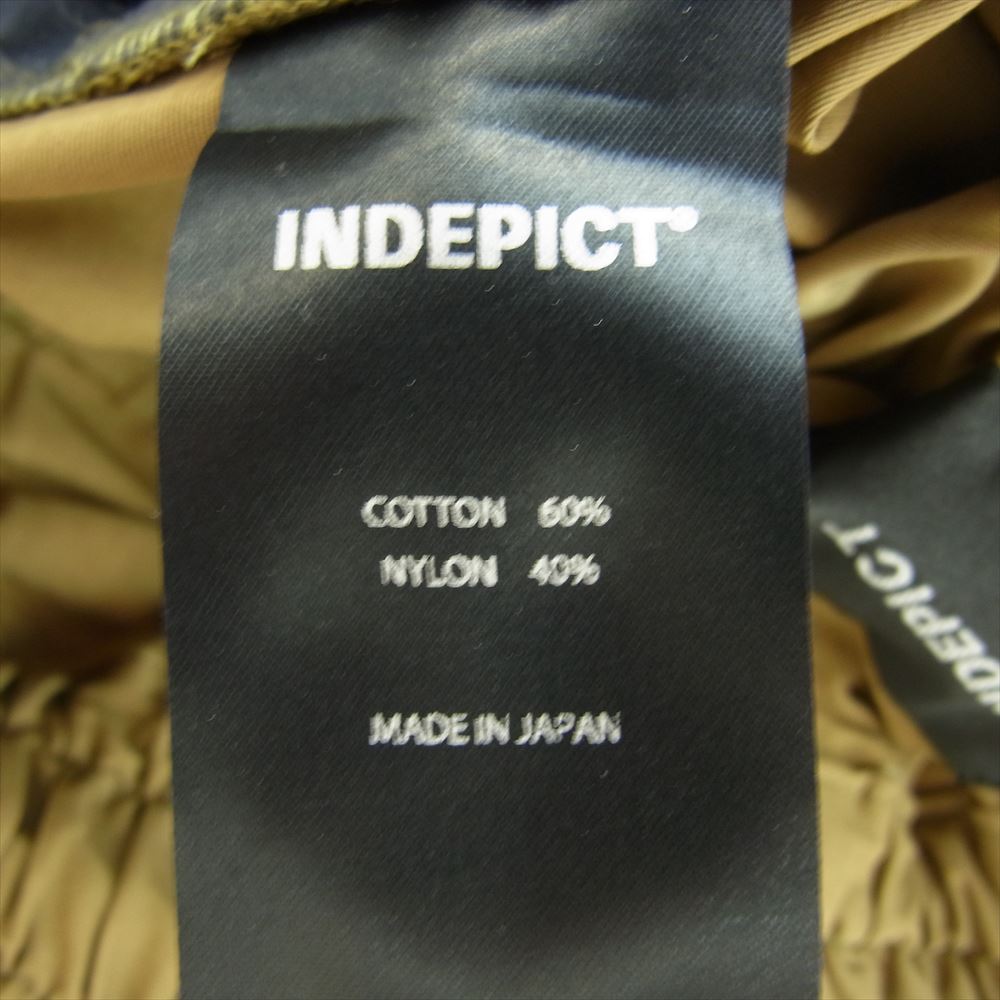 INDEPICT®
COTTON 60%
NYLON 40%
MADE IN JAPAN
INDEPICT